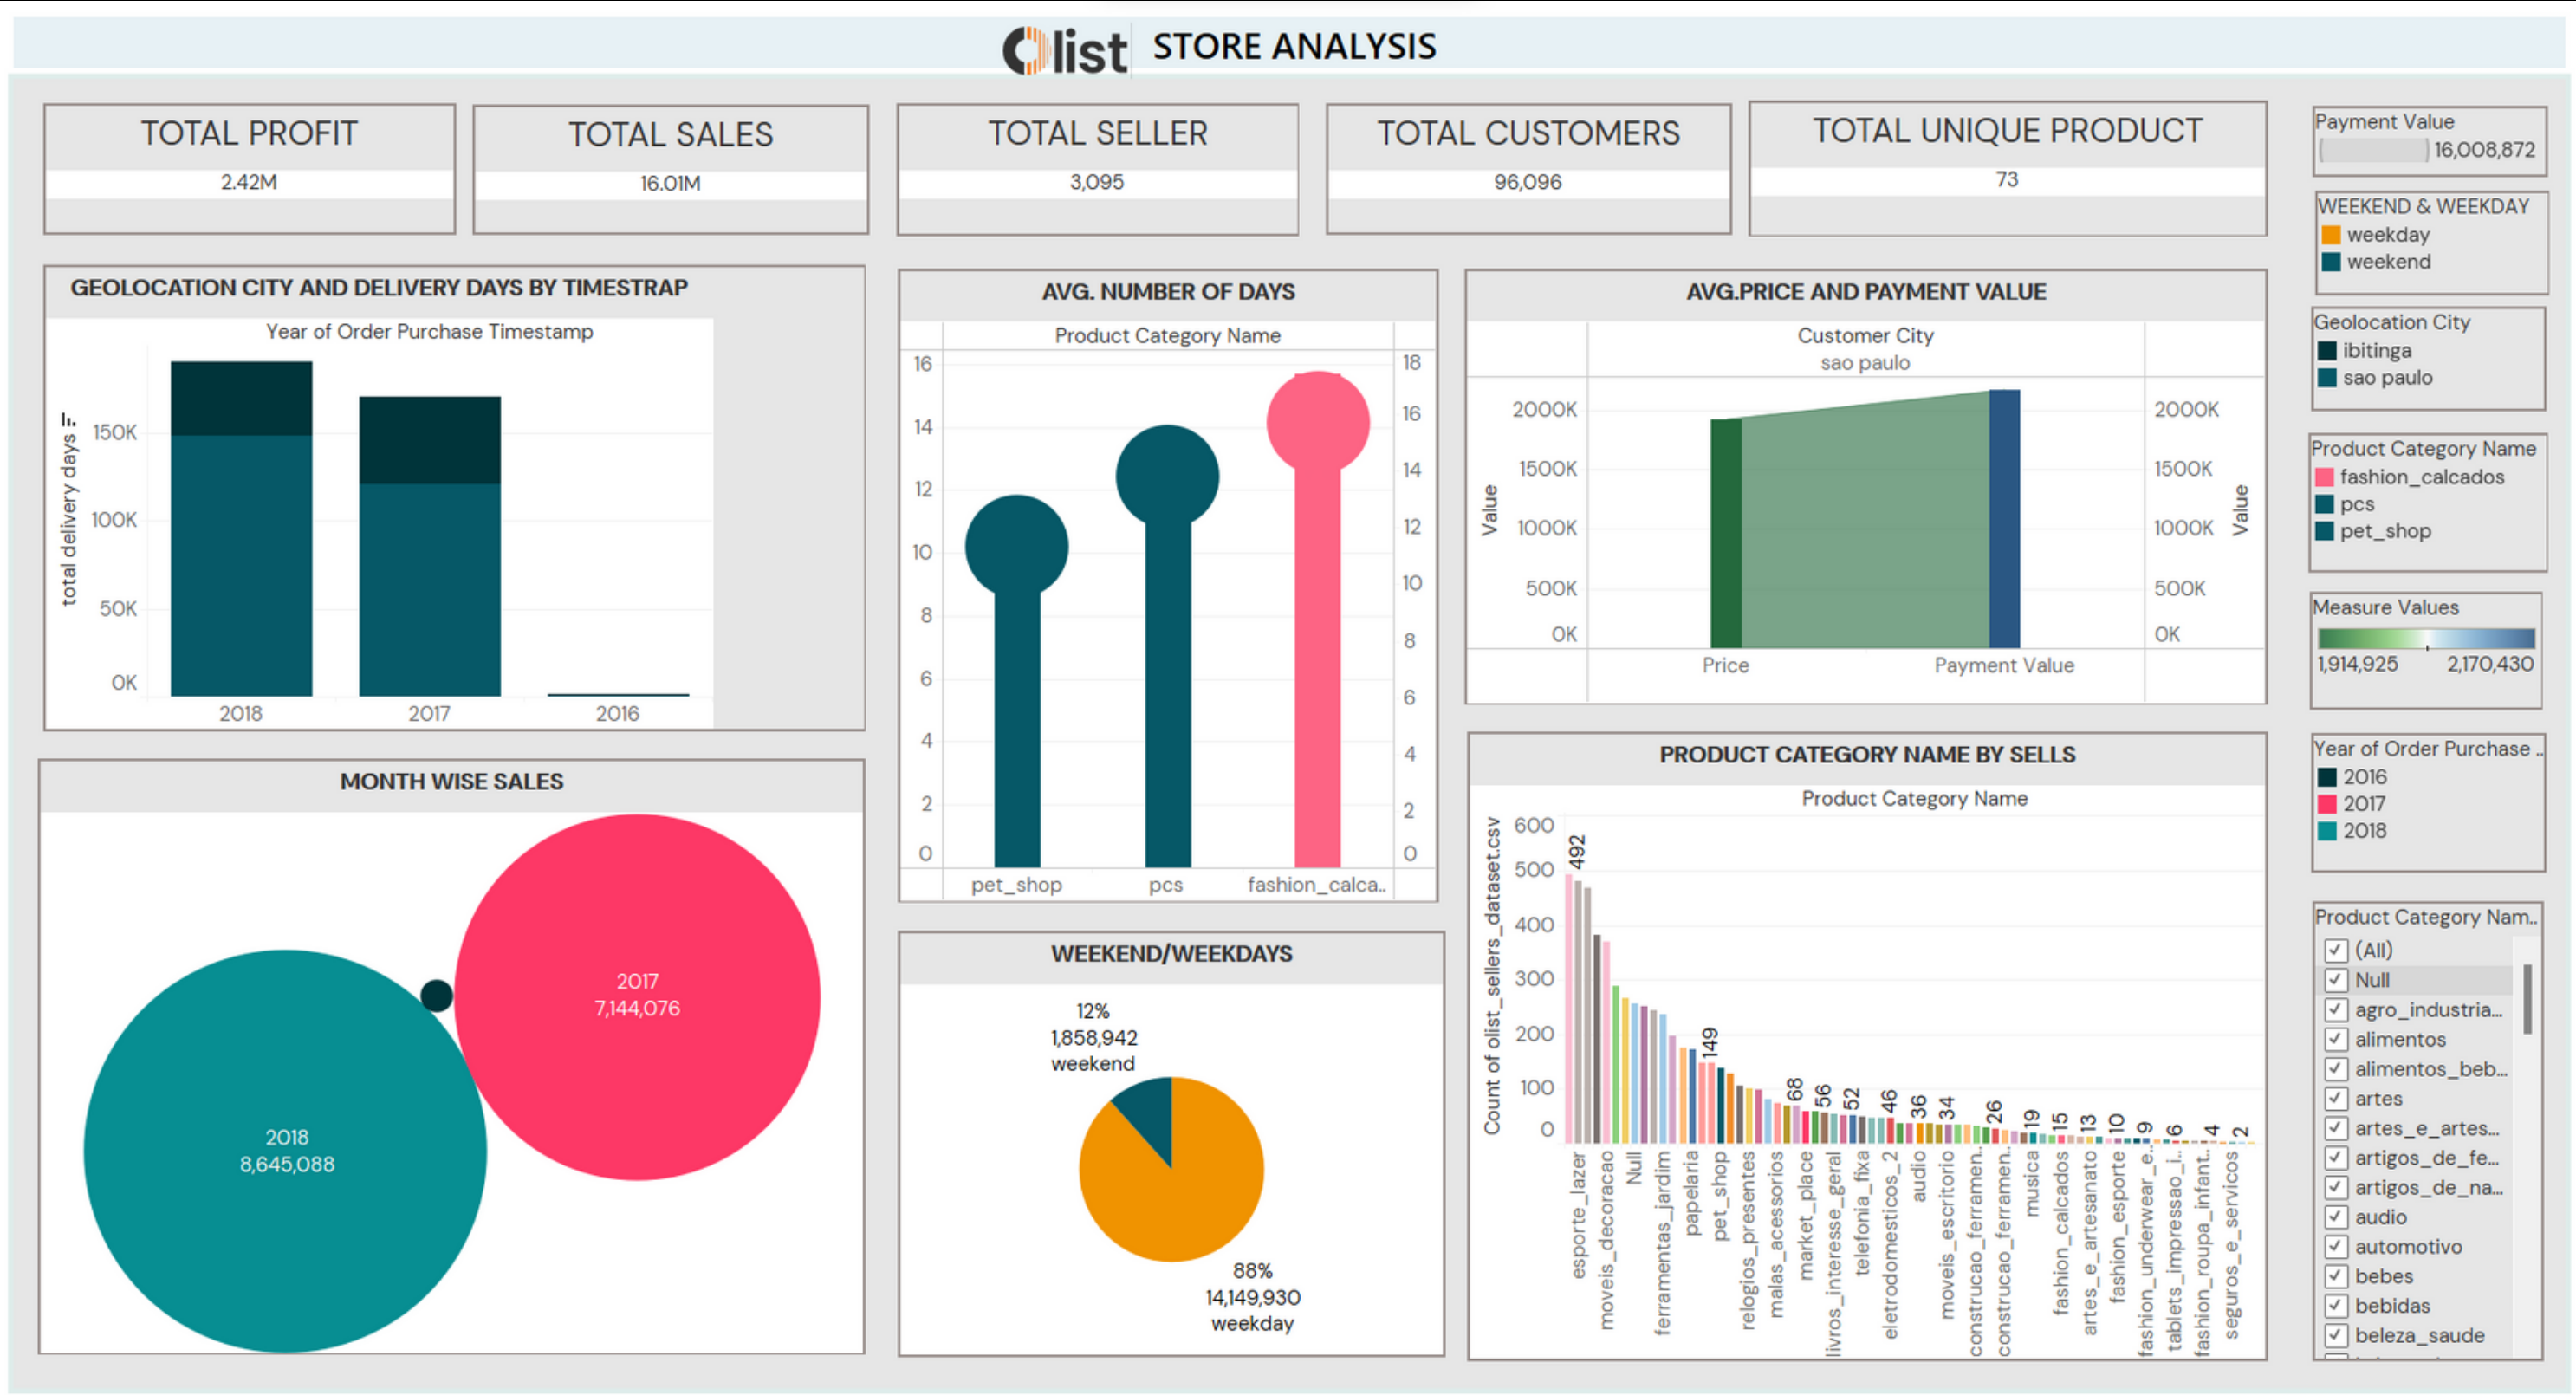 Olist STORE ANALYSIS
TOTAL PROFIT
2.42M
TOTAL SALES
16.01M
TOTAL SELLER
3,095
TOTAL CUSTOMERS
96,096
TOTAL UNIQUE PRODUCT
73
Payment Value
16,008,872
WEEKEND & WEEKDAY
weekday
weekend
Geolocation City
ibitinga
sao paulo
Product Category Name
fashion_calcados
pcs
pet_shop
Measure Values
1,914,925 2,170,430
Year of Order Purchase ..
2016
2017
2018
Product Category Nam..
(All)
Null
agro_industria...
alimentos
alimentos_beb...
artes
artes_e_artes...
artigos_de_fe...
artigos_de_na...
audio
automotivo
bebes
bebidas
beleza_saude
GEOLOCATION CITY AND DELIVERY DAYS BY TIMESTRAP
Year of Order Purchase Timestamp
total delivery days
150K
100K
50K
0K
2018 2017 2016
AVG. NUMBER OF DAYS
Product Category Name
16 18
14 16
12 14
10 12
8 10
6 8
4 6
2 4
0 2
0
pet_shop pcs fashion_calca..
AVG.PRICE AND PAYMENT VALUE
Customer City
sao paulo
Value
2000K 2000K
1500K 1500K
1000K 1000K
500K 500K
0K 0K
Value
Price Payment Value
MONTH WISE SALES
2017
7,144,076
2018
8,645,088
WEEKEND/WEEKDAYS
12%
1,858,942
weekend
88%
14,149,930
weekday
PRODUCT CATEGORY NAME BY SELLS
Product Category Name
Count of olist_sellers_dataset.csv
600
500
400
300
200
100
0
492
149
68
56
52
46
36
34
26
19
15
13
10
9
6
4
2
esporte_lazer
moveis_decoracao
Null
ferramentas_jardim
papelaria
pet_shop
relogios_presentes
malas_acessorios
market_place
livros_interesse_geral
telefonia_fixa
eletrodomesticos_2
audio
moveis_escritorio
construcao_ferramen..
construcao_ferramen..
musica
fashion_calcados
artes_e_artesanato
fashion_esporte
fashion_underwear_e..
tablets_impressao_i..
fashion_roupa_infant..
seguros_e_servicos